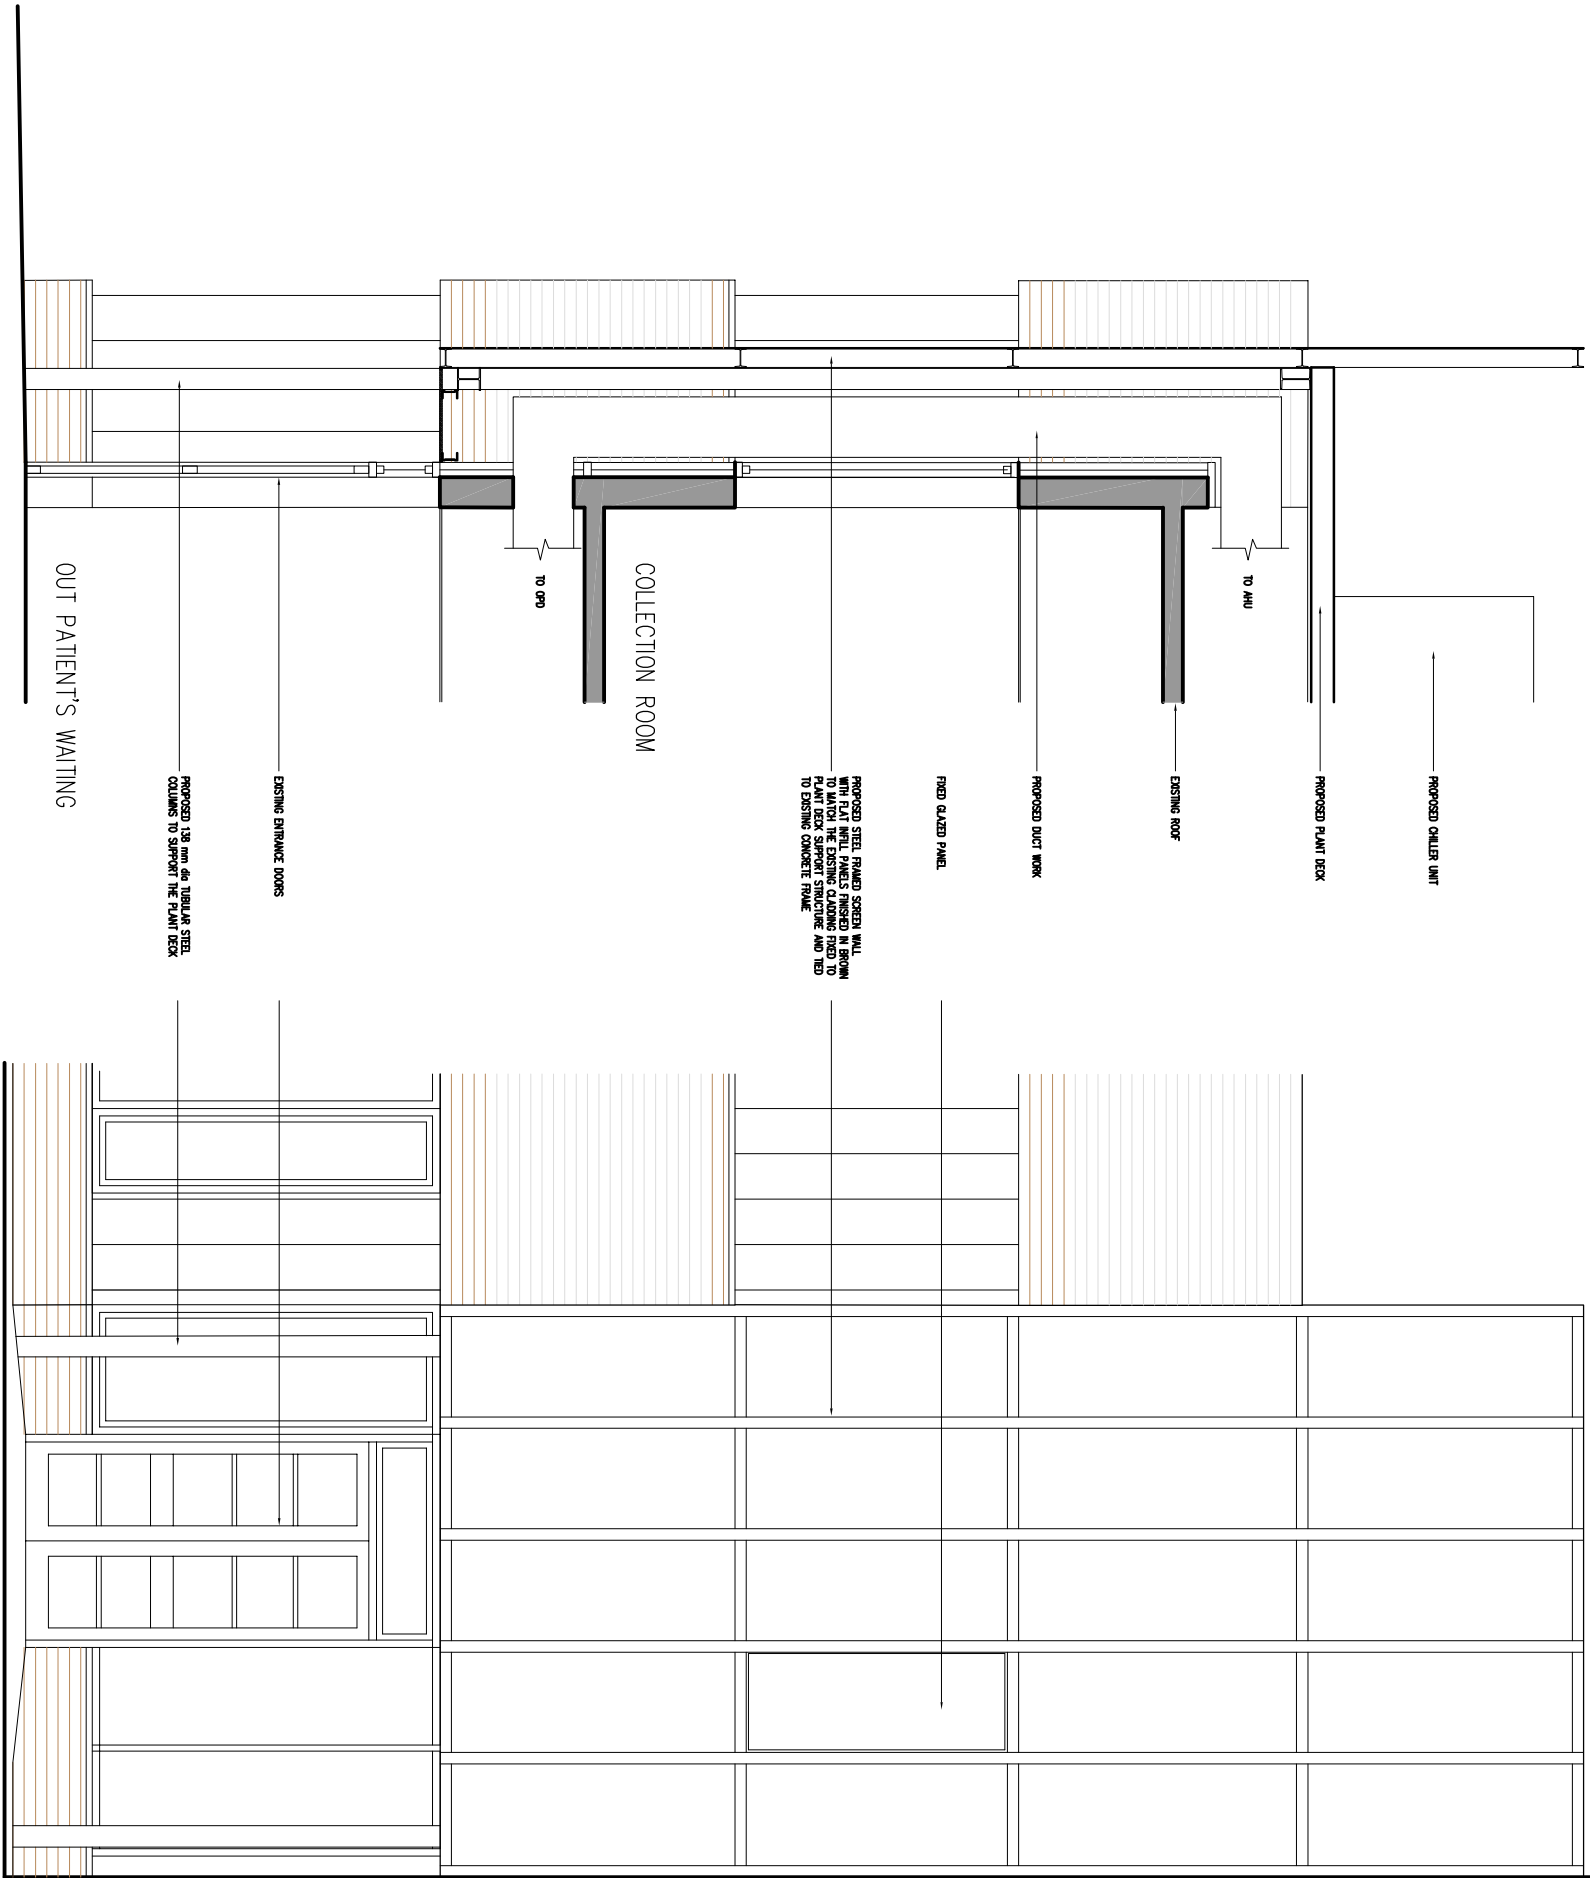 PROPOSED CHILLER UNIT
PROPOSED PLANT DECK
TO AHU
EXISTING ROOF
PROPOSED DUCT WORK
FIXED GLAZED PANEL
PROPOSED STEEL FRAMED SCREEN WALL
WITH FLAT INFILL PANELS FINISHED IN BROWN
TO MATCH THE EXISTING CLADDING FIXED TO
PLANT DECK SUPPORT STRUCTURE AND TIED
TO EXISTING CONCRETE FRAME
COLLECTION ROOM
TO OPD
EXISTING ENTRANCE DOORS
PROPOSED 138 mm dia TUBULAR STEEL
COLUMNS TO SUPPORT THE PLANT DECK
OUT PATIENT'S WAITING